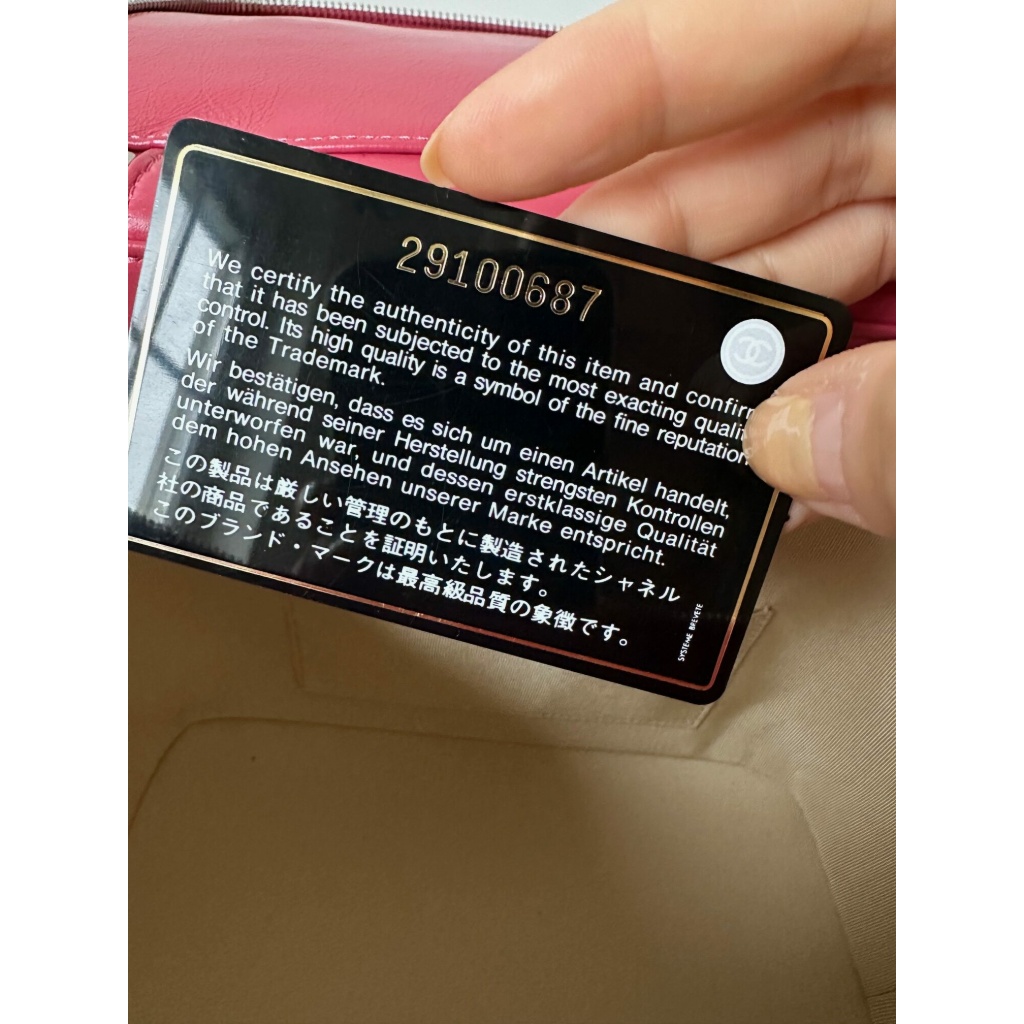 29100687
We certify the authenticity of this item and confirm
that it has been subjected to the most exacting quality
control. Its high quality is a symbol of the fine reputation
of the Trademark.
Wir bestätigen, dass es sich um einen Artikel handelt,
der während seiner Herstellung strengsten Kontrollen
unterworfen war, und dessen erstklassige Qualität
dem hohen Ansehen unserer Marke entspricht.
この製品は厳しい管理のもとに製造されたシャネル
社の商品であることを証明いたします。
このブランド・マークは最高級品質の象徴です。
SYSTEME BREVETE